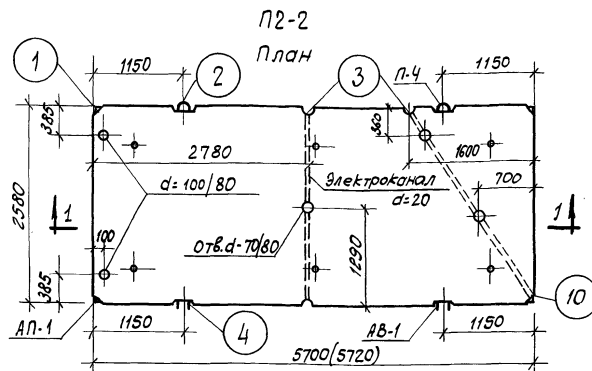 П2-2
План
1
1150
2
3
П-4
1150
385
360
2780
1600
2580
d=100/80
Электроканал
d=20
700
1
1
100
Отв.d-70/80
1290
385
10
АП-1
1150
4
АВ-1
1150
5700(5720)